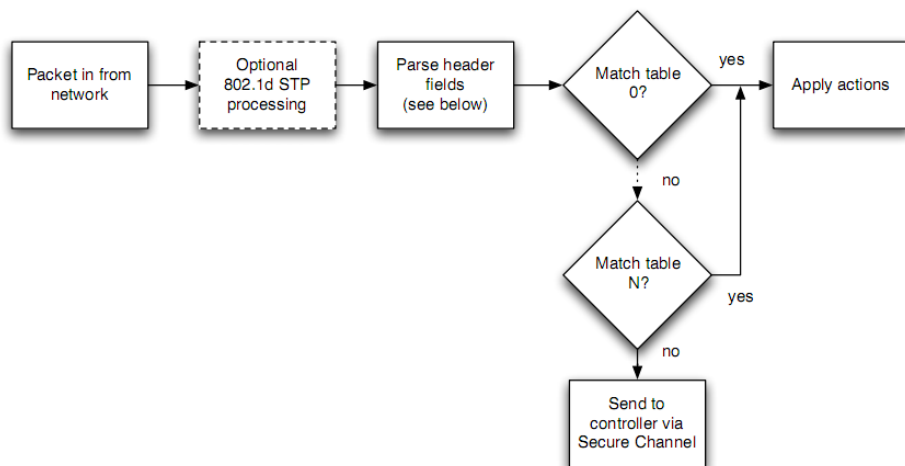 Packet in from
network
Optional
802.1d STP
processing
Parse header
fields
(see below)
Match table
0?
yes
Apply actions
no
Match table
N?
yes
no
Send to
controller via
Secure Channel